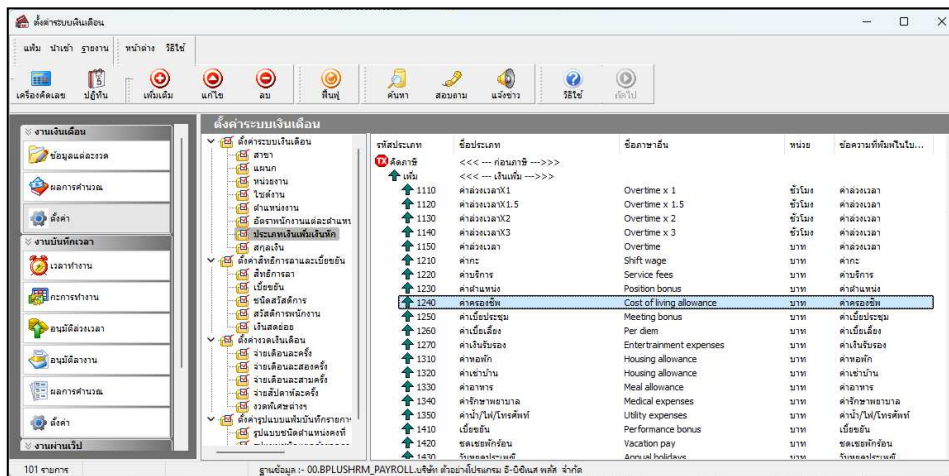 ตั้งค่าระบบเงินเดือน
แฟ้ม นำเข้า รายงาน หน้าต่าง วิธีใช้
เครื่องคิดเลข ปฏิทิน เพิ่มเติม แก้ไข ลบ ฟื้นฟู ค้นหา สอบถาม แจ้งข่าว วิธีใช้ ถัดไป
งานเงินเดือน
ข้อมูลแต่ละงวด
ผลการคำนวณ
ตั้งค่า
งานบันทึกเวลา
เวลาทำงาน
กะการทำงาน
อนุมัติล่วงเวลา
อนุมัติลางาน
ผลการคำนวณ
ตั้งค่า
งานผ่านเว็ป
ตั้งค่าระบบเงินเดือน
ตั้งค่าระบบเงินเดือน
สาขา
แผนก
หน่วยงาน
ไซด์งาน
ตำแหน่งงาน
อัตราพนักงานแต่ละตำแหน
ประเภทเงินเพิ่มเงินหัก
สกุลเงิน
ตั้งค่าสิทธิการลาและเบี้ยขยัน
สิทธิการลา
เบี้ยขยัน
ชนิดสวัสดิการ
สวัสดิการพนักงาน
เงินสดย่อย
ตั้งค่างวดเงินเดือน
จ่ายเดือนละครั้ง
จ่ายเดือนละสองครั้ง
จ่ายเดือนละสามครั้ง
จ่ายสัปดาห์ละครั้ง
งวดพิเศษต่างๆ
ตั้งค่ารูปแบบแฟ้มบันทึกรายกา
รูปแบบชนิดตำแหน่งคงที่
รหัสประเภท ชื่อประเภท ชื่อภาษาอื่น หน่วย ข้อความที่พิมพ์ในใบ...
TX คิดภาษี <<< --- ก่อนภาษี --->>>
เพิ่ม <<< --- เงินเพิ่ม --->>>
1110 ค่าล่วงเวลาX1 Overtime x 1 ชั่วโมง ค่าล่วงเวลา
1120 ค่าล่วงเวลาX1.5 Overtime x 1.5 ชั่วโมง ค่าล่วงเวลา
1130 ค่าล่วงเวลาX2 Overtime x 2 ชั่วโมง ค่าล่วงเวลา
1140 ค่าล่วงเวลาX3 Overtime x 3 ชั่วโมง ค่าล่วงเวลา
1150 ค่าล่วงเวลา Overtime บาท ค่าล่วงเวลา
1210 ค่ากะ Shift wage บาท ค่ากะ
1220 ค่าบริการ Service fees บาท ค่าบริการ
1230 ค่าตำแหน่ง Position bonus บาท ค่าตำแหน่ง
1240 ค่าครองชีพ Cost of living allowance บาท ค่าครองชีพ
1250 ค่าเบี้ยประชุม Meeting bonus บาท ค่าเบี้ยประชุม
1260 ค่าเบี้ยเลี้ยง Per diem บาท ค่าเบี้ยเลี้ยง
1270 ค่าเงินรับรอง Entertrainment expenses บาท ค่าเงินรับรอง
1310 ค่าหอพัก Housing allowance บาท ค่าหอพัก
1320 ค่าเช่าบ้าน Housing allowance บาท ค่าเช่าบ้าน
1330 ค่าอาหาร Meal allowance บาท ค่าอาหาร
1340 ค่ารักษาพยาบาล Medical expenses บาท ค่ารักษาพยาบาล
1350 ค่าน้ำ/ไฟ/โทรศัพท์ Utility expenses บาท ค่าน้ำ/ไฟ/โทรศัพท์
1410 เบี้ยขยัน Performance bonus บาท เบี้ยขยัน
1420 ชดเชยพักร้อน Vacation pay บาท ชดเชยพักร้อน
1430 วันหยุดประเพณี Annual holidays บาท วันหยุดประเพณี
101 รายการ ฐานข้อมูล :- 00.BPLUSHRM_PAYROLL.บริษัท ตัวอย่างโปรแกรม อี-บิซิเนส พลัส จำกัด